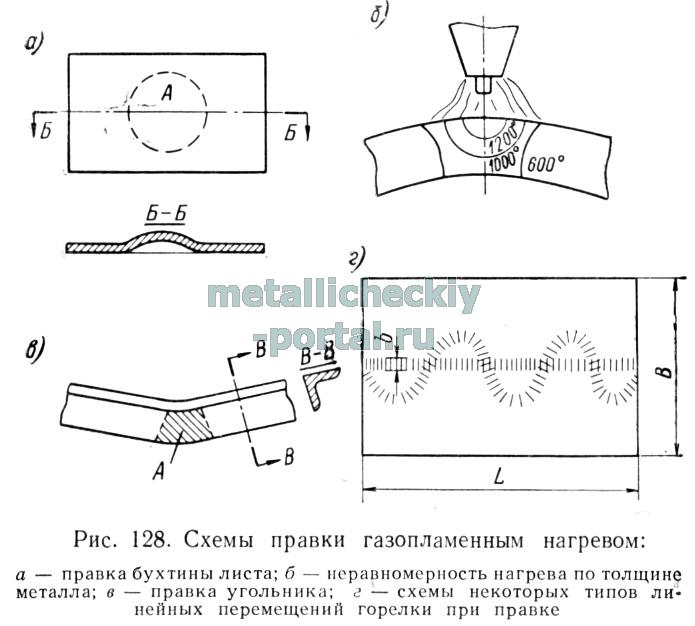 а)
А
Б Б
Б-Б
б)
1200°
1000° 600°
в)
В
В-В
В
А
г)
b
В
L
metallicheckiy
-portal.ru
Рис. 128. Схемы правки газопламенным нагревом:
а — правка бухтины листа; б — неравномерность нагрева по толщине
металла; в — правка угольника; г — схемы некоторых типов ли-
нейных перемещений горелки при правке